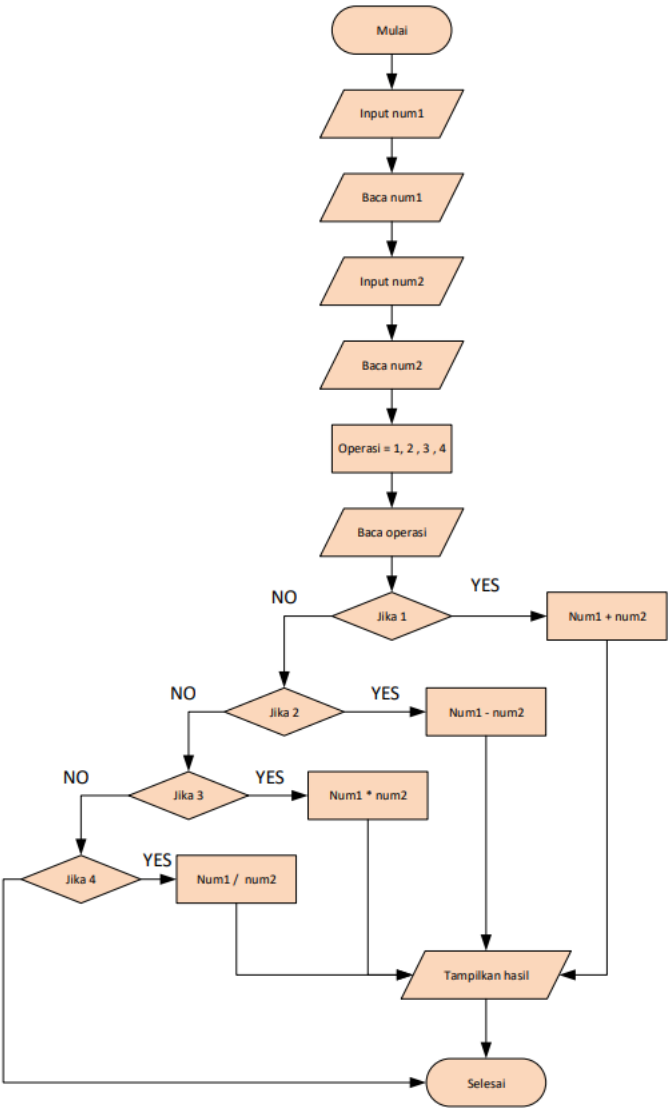 Mulai
Input num1
Baca num1
Input num2
Baca num2
Operasi = 1, 2 , 3 , 4
Baca operasi
NO
YES
Jika 1
Num1 + num2
NO
YES
Jika 2
Num1 - num2
NO
YES
Jika 3
Num1 * num2
YES
Jika 4
Num1 / num2
Tampilkan hasil
Selesai